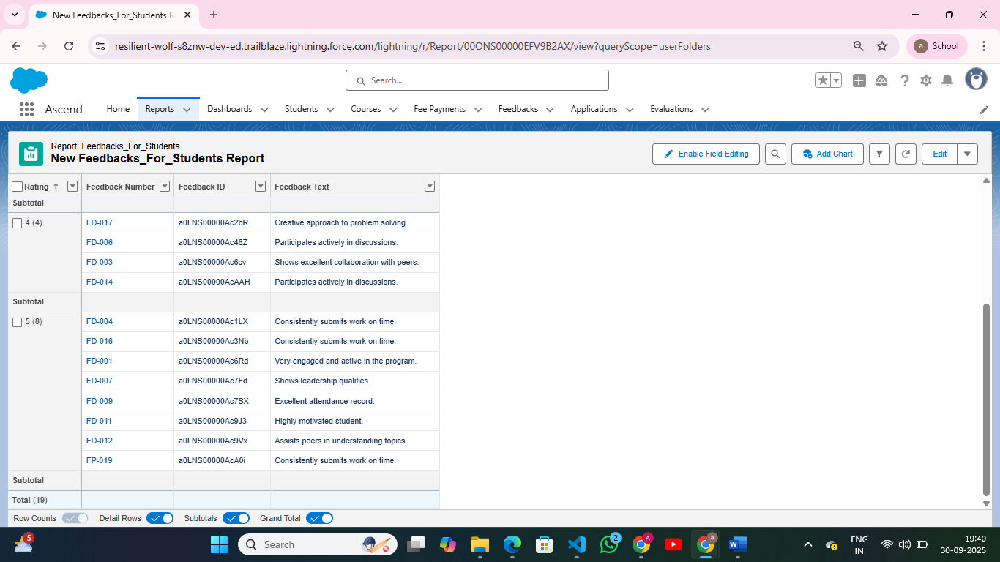 New Feedbacks_For_Students R
resilient-wolf-s8znw-dev-ed.trailblaze.lightning.force.com/lightning/r/Report/00ONS00000EFV9B2AX/view?queryScope=userFolders
a School
Search...
Ascend Home Reports Dashboards Students Courses Fee Payments Feedbacks Applications Evaluations
Report: Feedbacks_For_Students
New Feedbacks_For_Students Report
Enable Field Editing Add Chart Edit
Rating ↑ Feedback Number Feedback ID Feedback Text
Subtotal
4 (4) FD-017 a0LNS00000Ac2bR Creative approach to problem solving.
FD-006 a0LNS00000Ac46Z Participates actively in discussions.
FD-003 a0LNS00000Ac6cv Shows excellent collaboration with peers.
FD-014 a0LNS00000AcAAH Participates actively in discussions.
Subtotal
5 (8) FD-004 a0LNS00000Ac1LX Consistently submits work on time.
FD-016 a0LNS00000Ac3Nb Consistently submits work on time.
FD-001 a0LNS00000Ac6Rd Very engaged and active in the program.
FD-007 a0LNS00000Ac7Fd Shows leadership qualities.
FD-009 a0LNS00000Ac7SX Excellent attendance record.
FD-011 a0LNS00000Ac9J3 Highly motivated student.
FD-012 a0LNS00000Ac9Vx Assists peers in understanding topics.
FP-019 a0LNS00000AcA0i Consistently submits work on time.
Subtotal
Total (19)
Row Counts Detail Rows Subtotals Grand Total
5 Search 2 A a W ENG 19:40
IN 30-09-2025